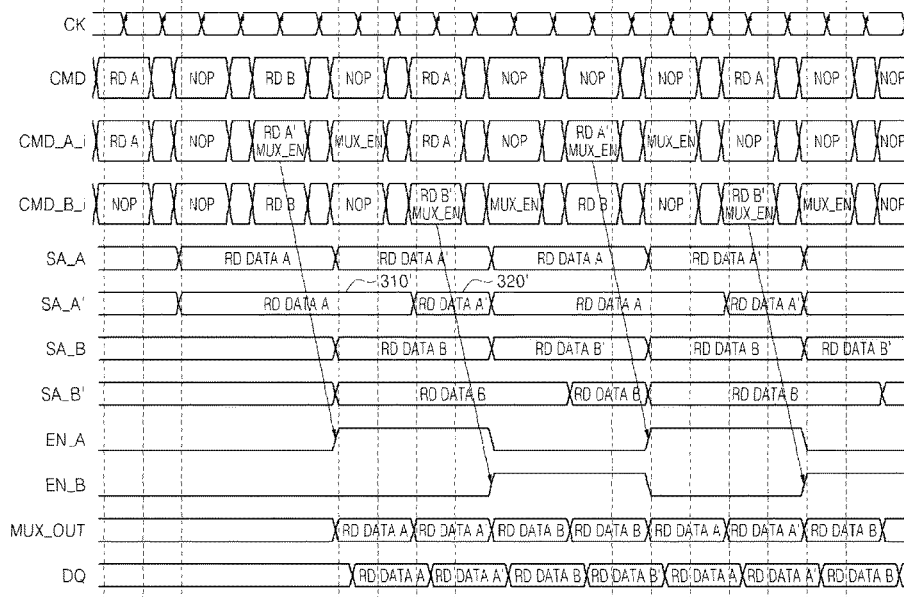 CK
CMD RD A NOP RD B NOP RD A NOP NOP NOP RD A NOP NOP
CMD_A_i RD A NOP RD A' MUX_EN MUX_EN RD A NOP RD A' MUX_EN MUX_EN NOP NOP NOP
CMD_B_i NOP NOP RD B NOP RD B' MUX_EN MUX_EN RD B NOP RD B' MUX_EN MUX_EN NOP
SA_A RD DATA A RD DATA A' RD DATA A RD DATA A'
310' 320'
SA_A' RD DATA A RD DATA A' RD DATA A RD DATA A'
SA_B RD DATA B RD DATA B' RD DATA B RD DATA B'
SA_B' RD DATA B RD DATA B RD DATA B
EN_A
EN_B
MUX_OUT RD DATA A RD DATA A' RD DATA B RD DATA B RD DATA A RD DATA A' RD DATA B
DQ RD DATA A RD DATA A' RD DATA B RD DATA B' RD DATA A RD DATA A' RD DATA B